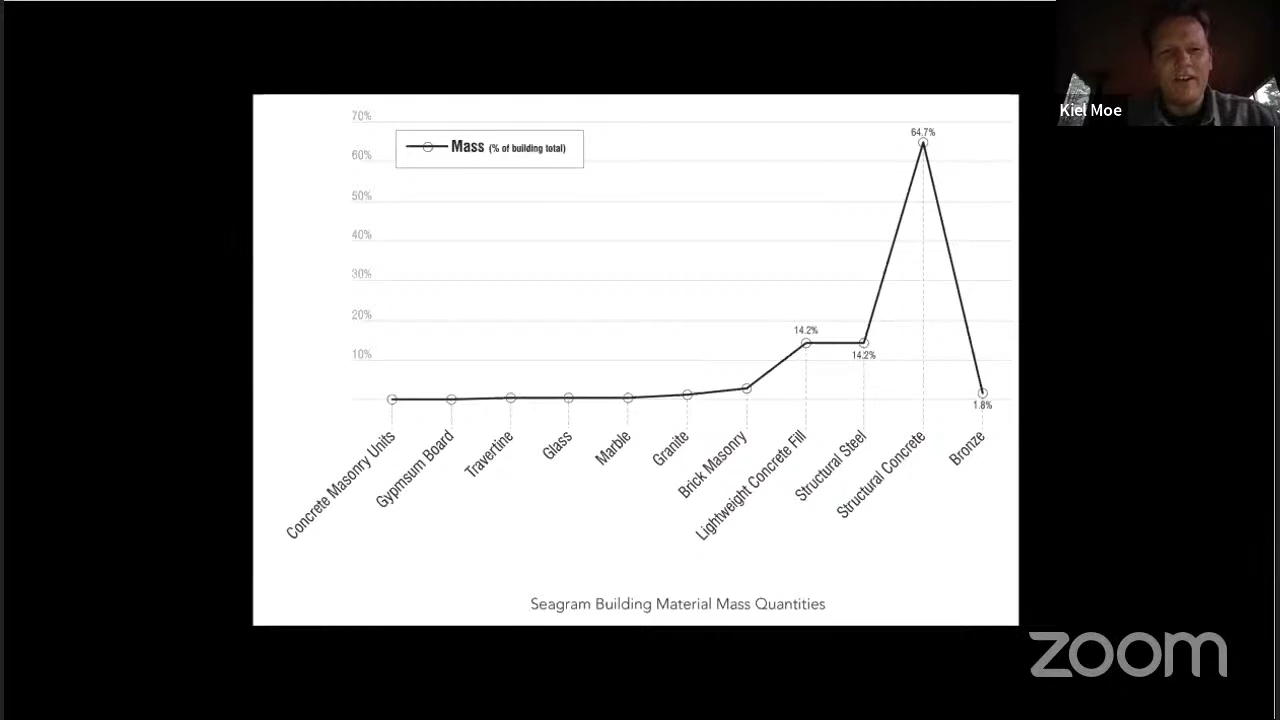 Kiel Moe
70%
60%
50%
40%
30%
20%
10%
Mass (% of building total)
64.7%
14.2%
14.2%
1.8%
Concrete Masonry Units
Gypmsum Board
Travertine
Glass
Marble
Granite
Brick Masonry
Lightweight Concrete Fill
Structural Steel
Structural Concrete
Bronze
Seagram Building Material Mass Quantities
zoom